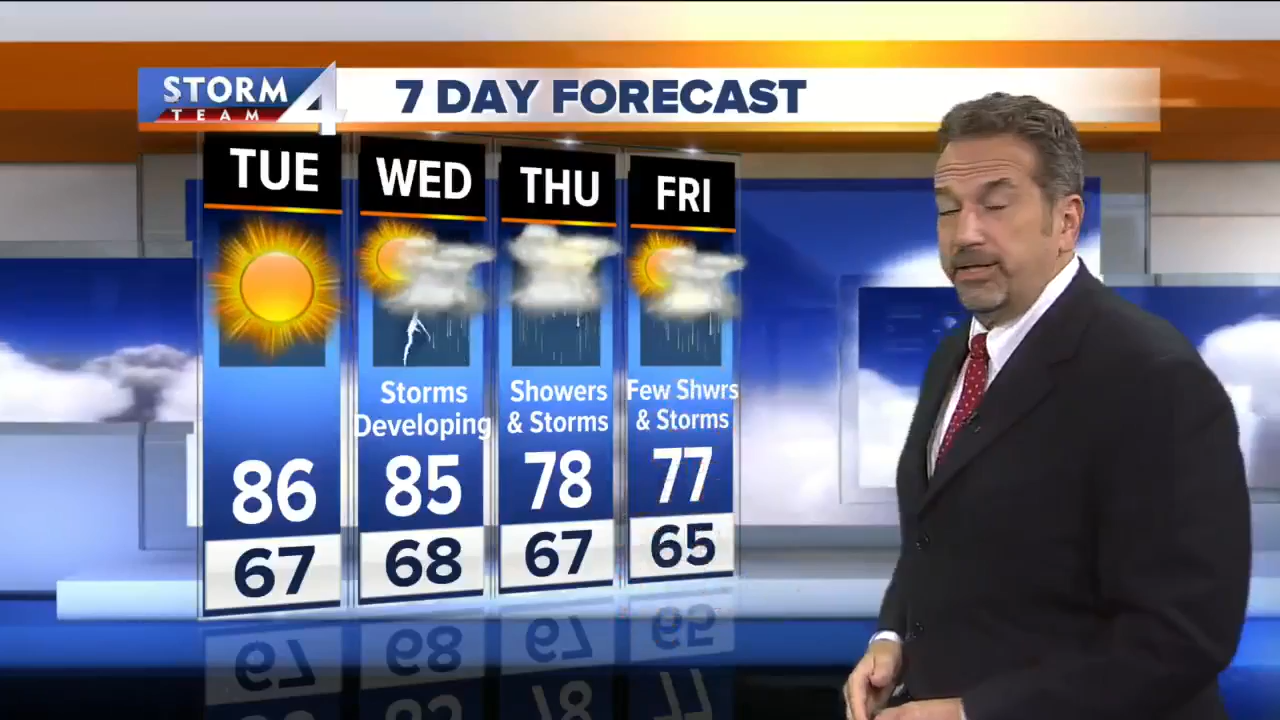 STORM
TEAM
4
7 DAY FORECAST
TUE
86
67
WED
Storms
Developing
85
68
THU
Showers
& Storms
78
67
FRI
Few Shwrs
& Storms
77
65